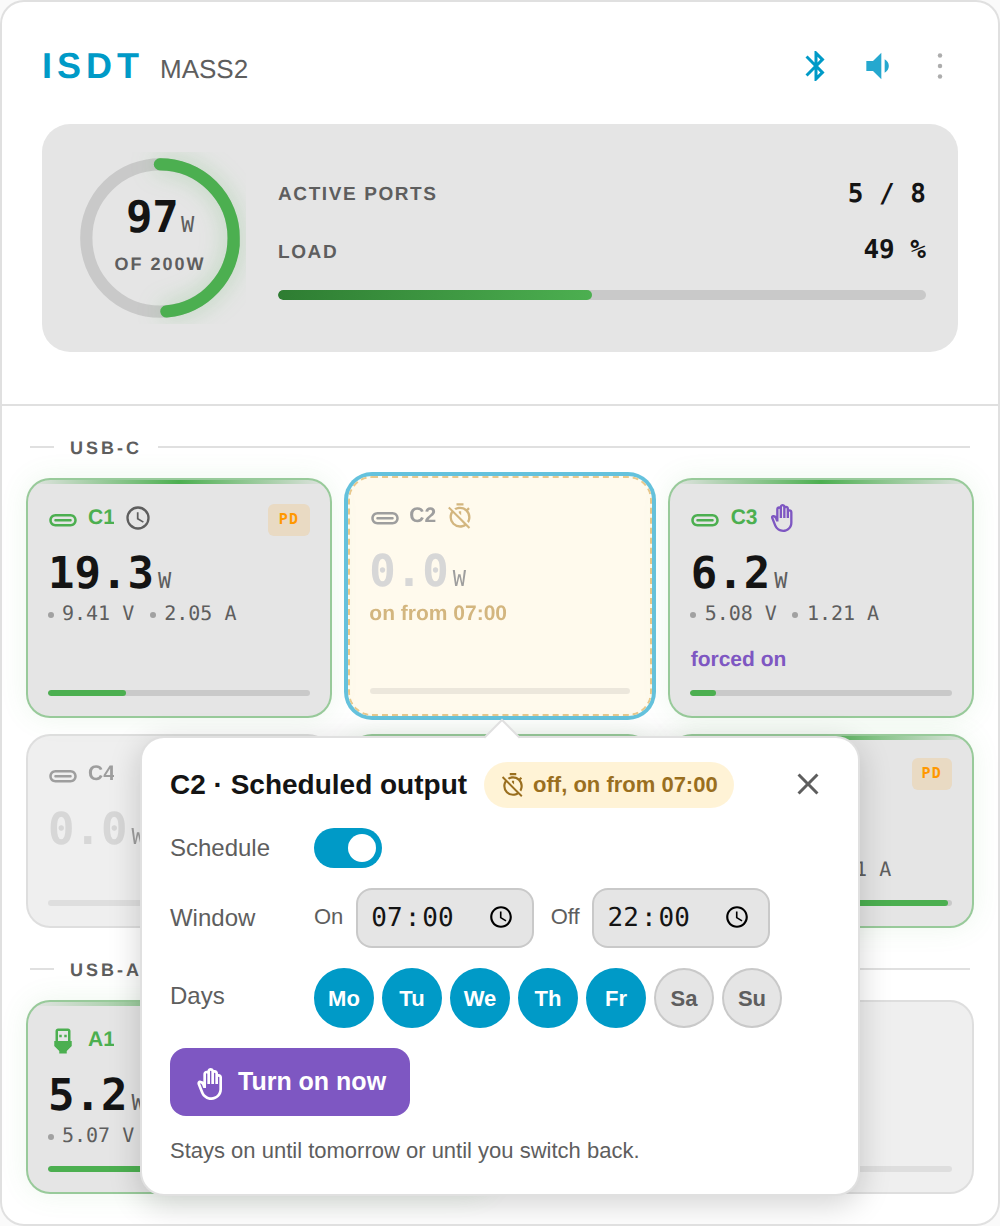 ISDT MASS2
97 W
OF 200W
ACTIVE PORTS 5 / 8
LOAD 49 %
USB-C
C1 PD
19.3 W
9.41 V 2.05 A
C2
0.0 W
on from 07:00
C3
6.2 W
5.08 V 1.21 A
forced on
C4
0.0
PD
A
C2 · Scheduled output off, on from 07:00
Schedule
Window On 07:00 Off 22:00
Days Mo Tu We Th Fr Sa Su
Turn on now
Stays on until tomorrow or until you switch back.
USB-A
A1
5.2
5.07 V